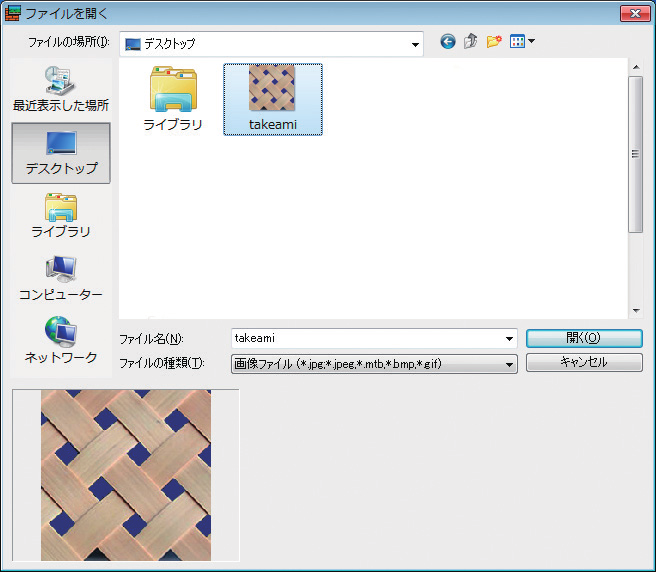 ファイルを開く
ファイルの場所(I):
デスクトップ
最近表示した場所
デスクトップ
ライブラリ
コンピューター
ネットワーク
ライブラリ
takeami
ファイル名(N):
takeami
開く(O)
ファイルの種類(T):
画像ファイル (*.jpg;*.jpeg,*.mtb,*.bmp,*.gif)
キャンセル